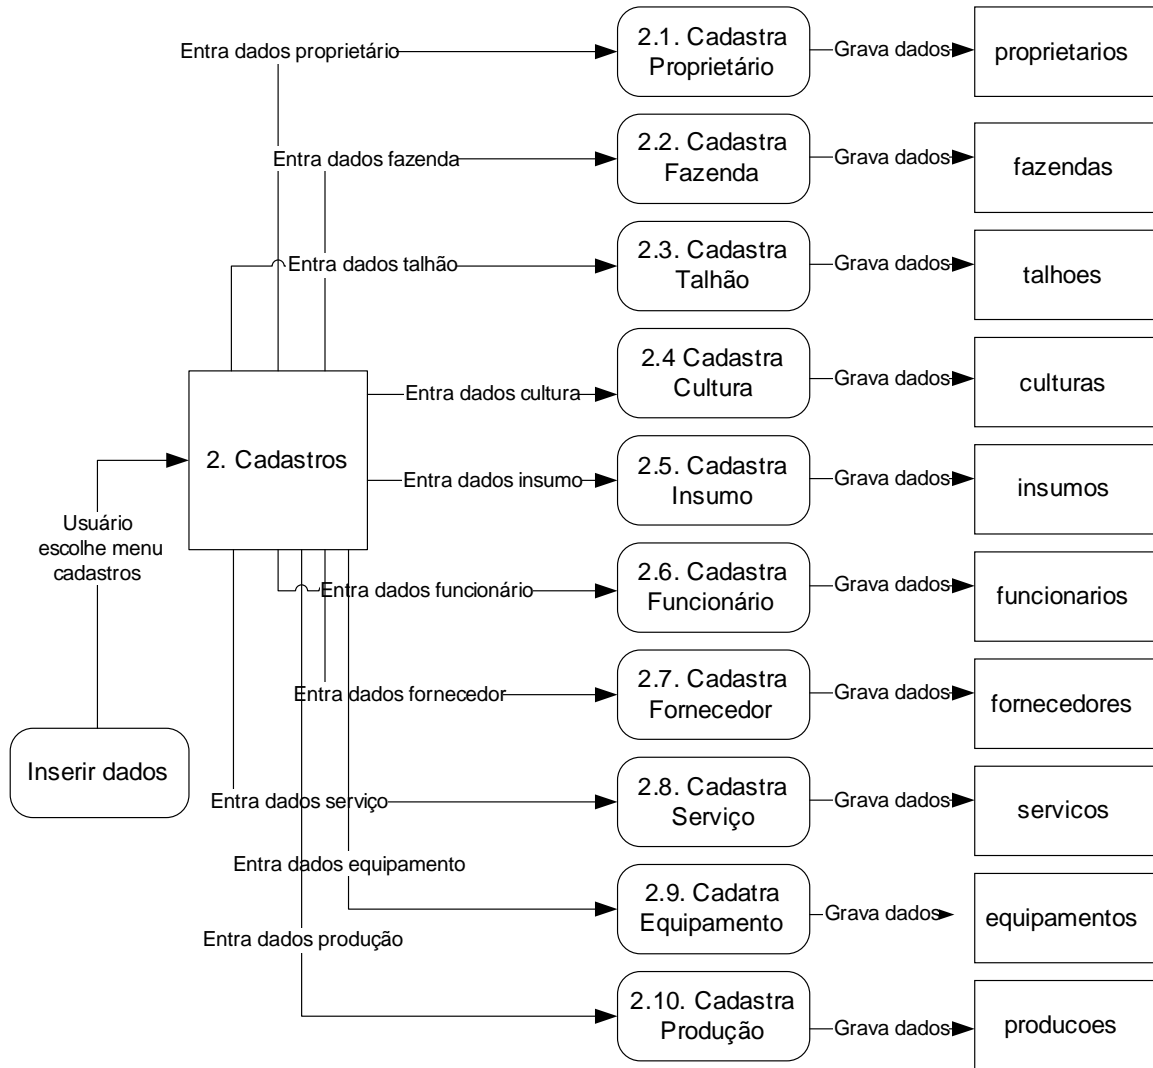 Entra dados proprietário
2.1. Cadastra
Proprietário
Grava dados
proprietarios
Entra dados fazenda
2.2. Cadastra
Fazenda
Grava dados
fazendas
Entra dados talhão
2.3. Cadastra
Talhão
Grava dados
talhoes
2. Cadastros
Entra dados cultura
2.4 Cadastra
Cultura
Grava dados
culturas
Entra dados insumo
2.5. Cadastra
Insumo
Grava dados
insumos
Usuário
escolhe menu
cadastros
Entra dados funcionário
2.6. Cadastra
Funcionário
Grava dados
funcionarios
Entra dados fornecedor
2.7. Cadastra
Fornecedor
Grava dados
fornecedores
Inserir dados
Entra dados serviço
2.8. Cadastra
Serviço
Grava dados
servicos
Entra dados equipamento
2.9. Cadatra
Equipamento
Grava dados
equipamentos
Entra dados produção
2.10. Cadastra
Produção
Grava dados
producoes